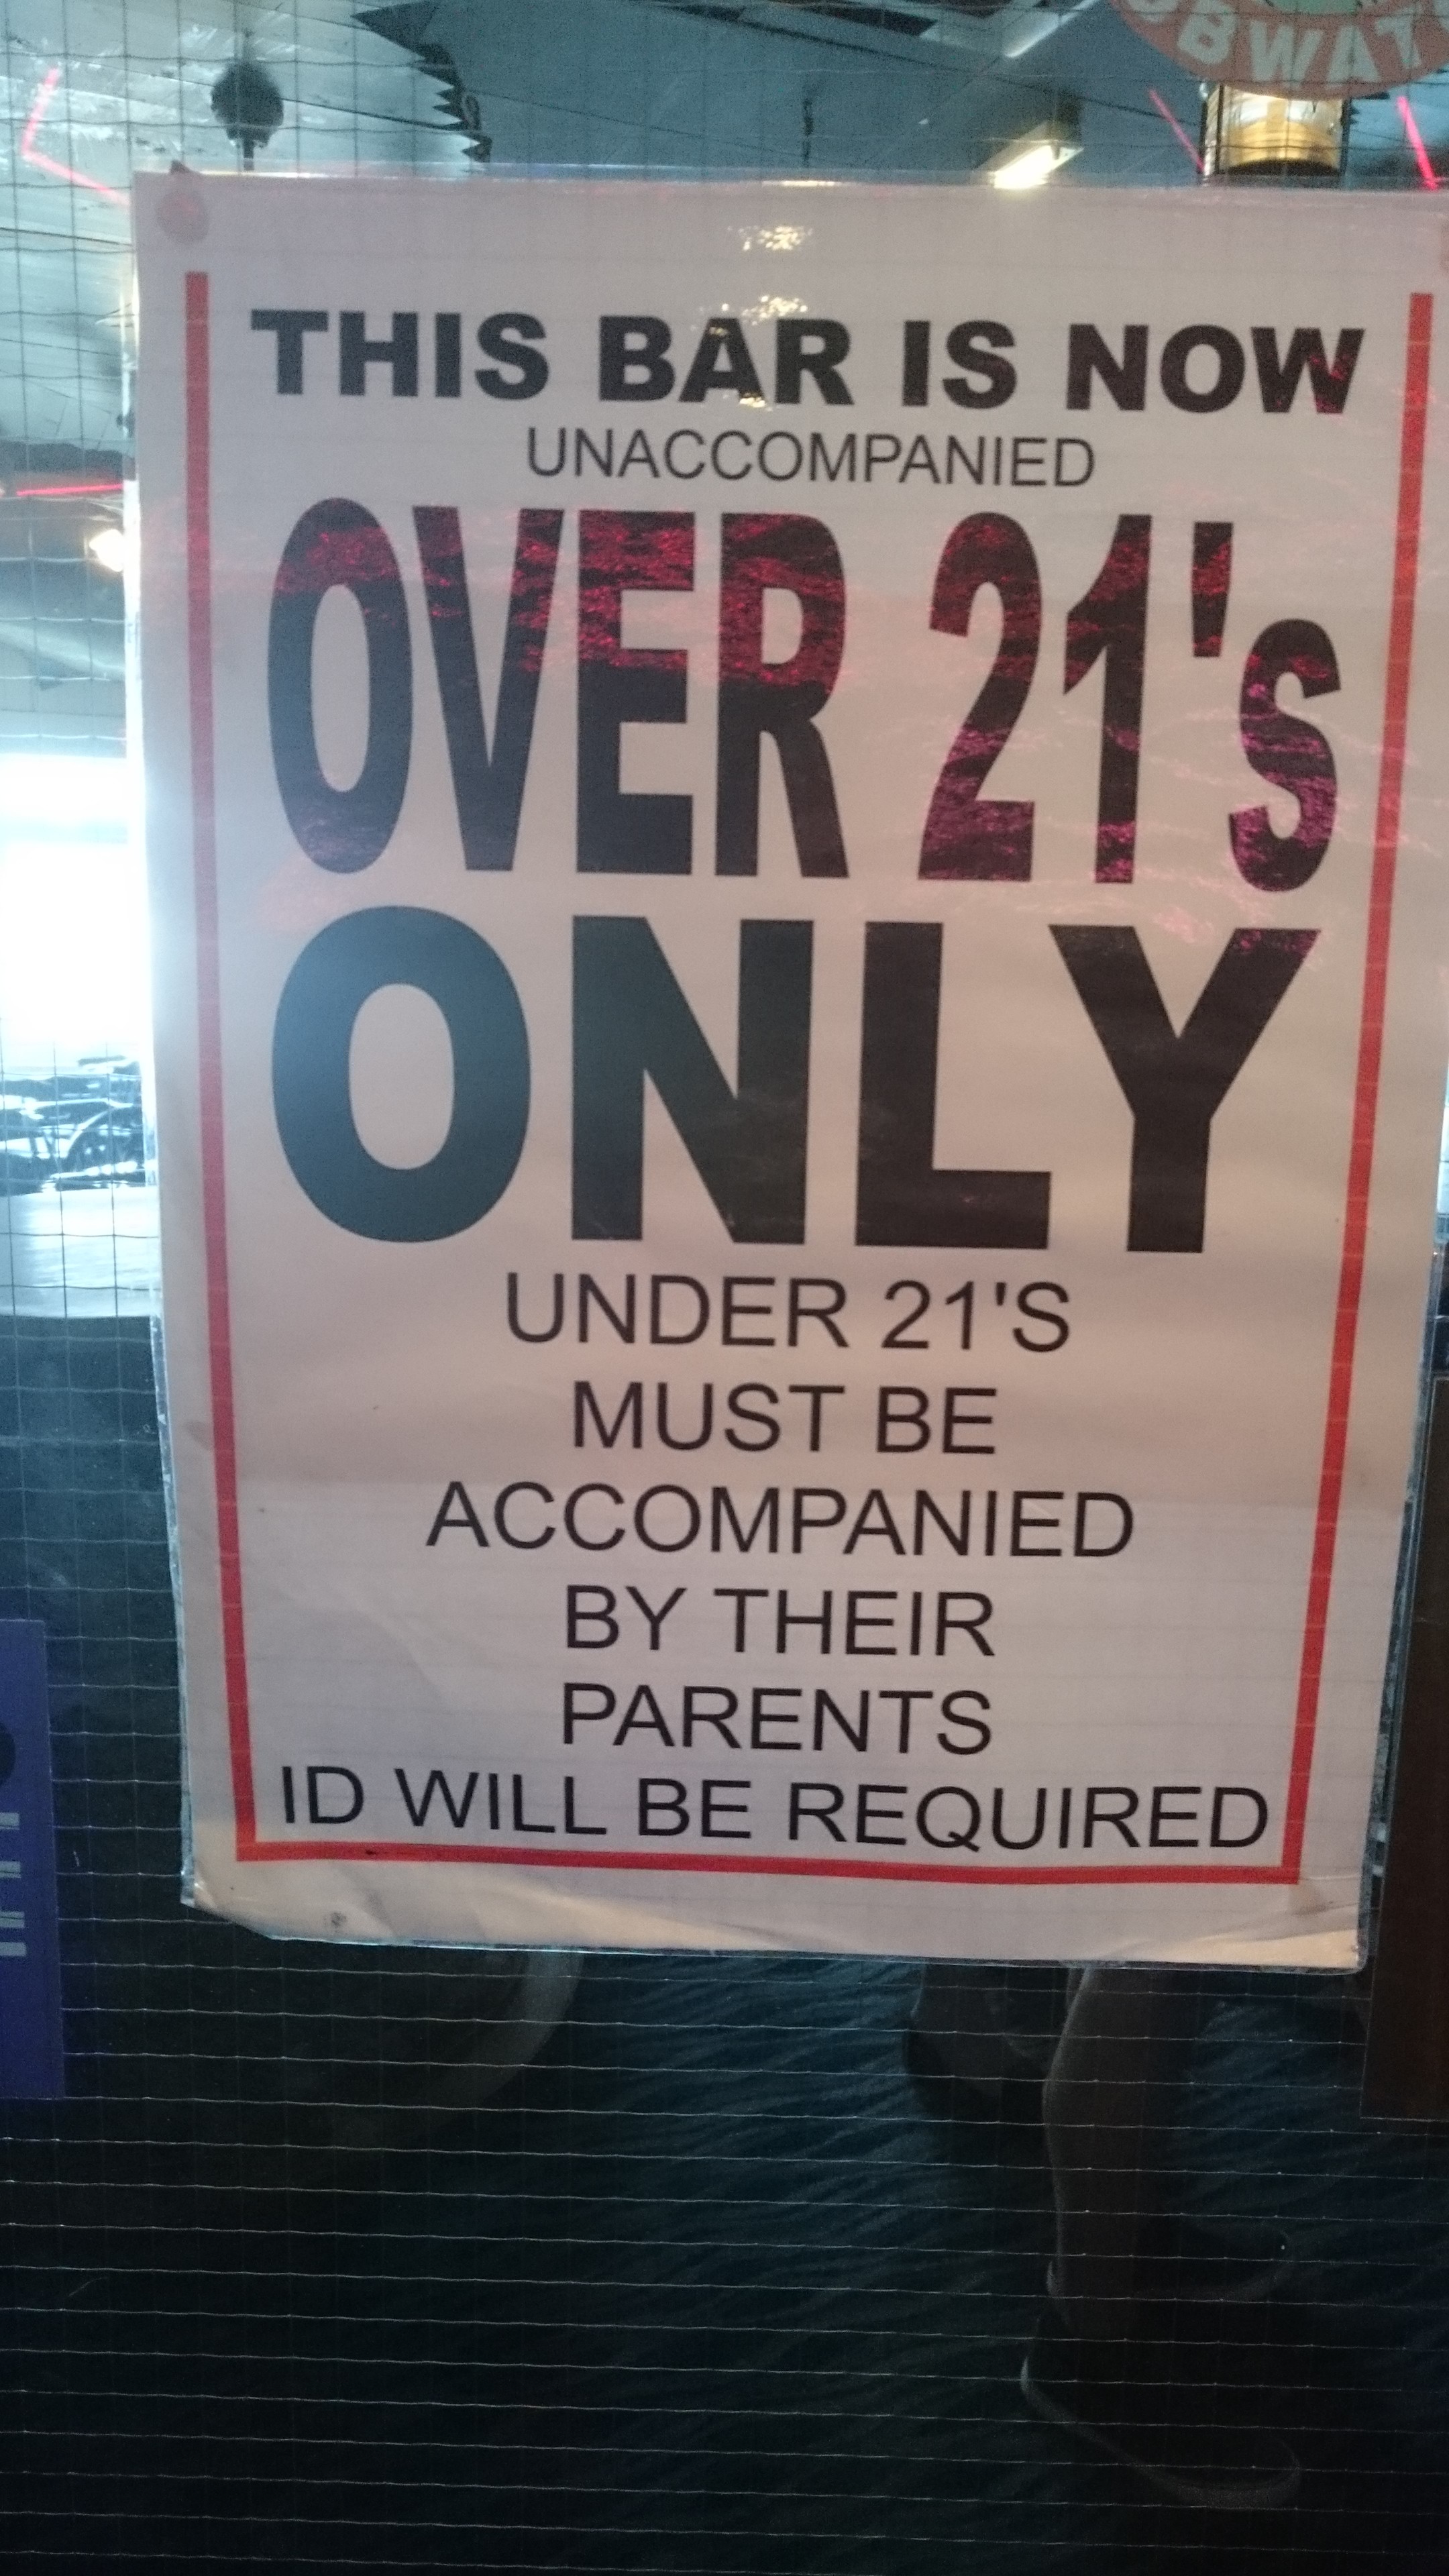 THIS BAR IS NOW
UNACCOMPANIED
OVER 21's
ONLY
UNDER 21'S
MUST BE
ACCOMPANIED
BY THEIR
PARENTS
ID WILL BE REQUIRED